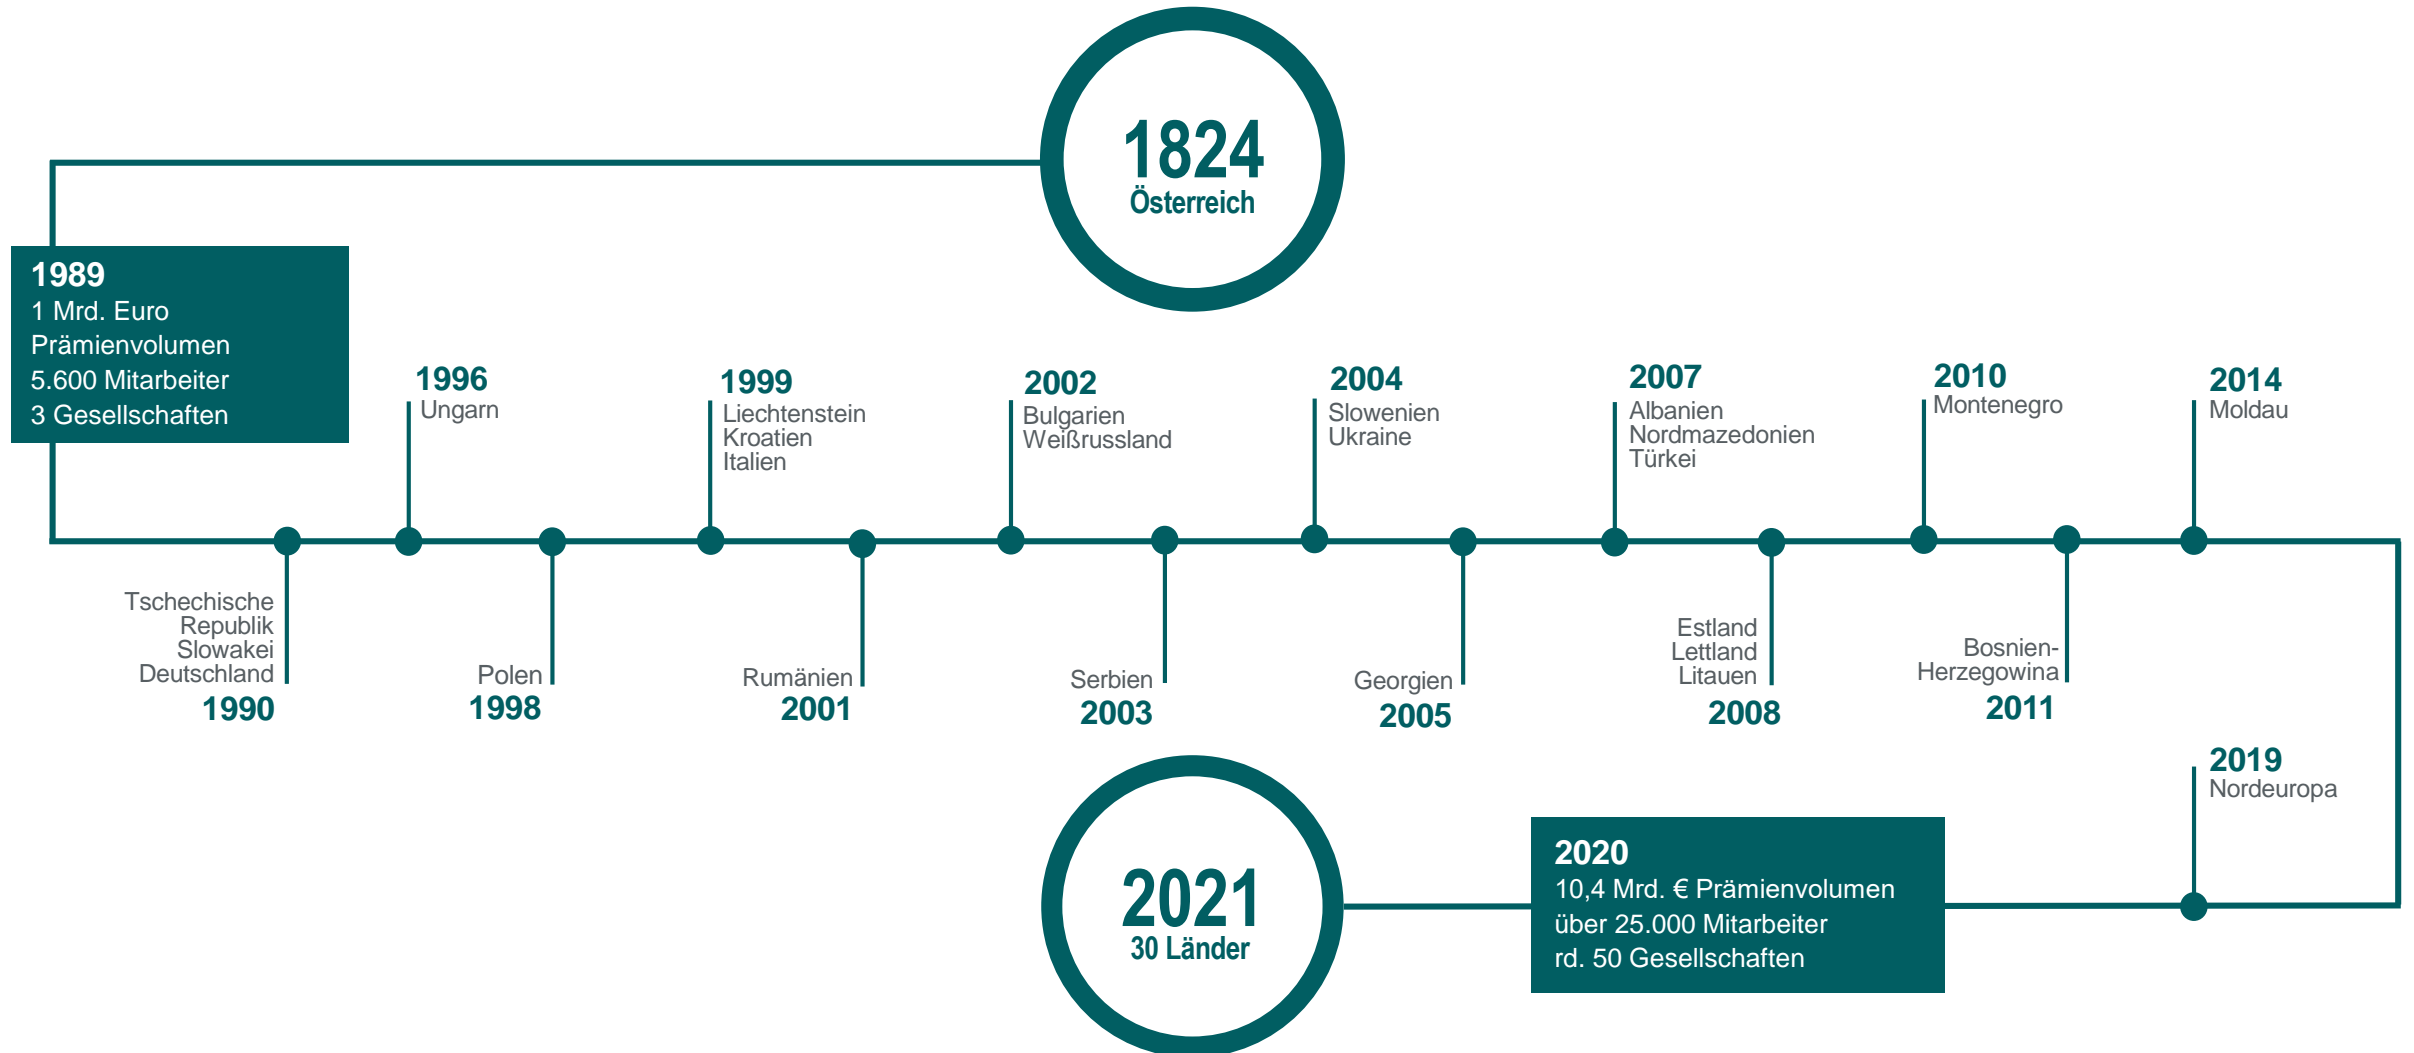 1824
Österreich
1989
1 Mrd. Euro
Prämienvolumen
5.600 Mitarbeiter
3 Gesellschaften
Tschechische
Republik
Slowakei
Deutschland
1990
1996
Ungarn
Polen
1998
1999
Liechtenstein
Kroatien
Italien
Rumänien
2001
2002
Bulgarien
Weißrussland
Serbien
2003
2004
Slowenien
Ukraine
Georgien
2005
2007
Albanien
Nordmazedonien
Türkei
Estland
Lettland
Litauen
2008
2010
Montenegro
Bosnien-
Herzegowina
2011
2014
Moldau
2019
Nordeuropa
2020
10,4 Mrd. € Prämienvolumen
über 25.000 Mitarbeiter
rd. 50 Gesellschaften
2021
30 Länder